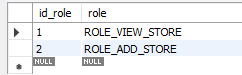 id_role role
1 ROLE_VIEW_STORE
2 ROLE_ADD_STORE
NULL NULL